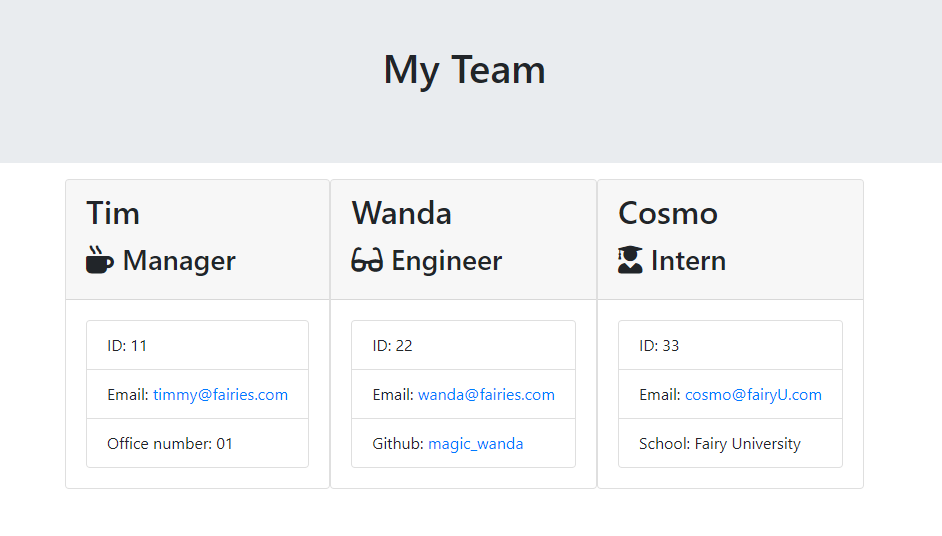 My Team
Tim
Manager
ID: 11
Email: timmy@fairies.com
Office number: 01
Wanda
Engineer
ID: 22
Email: wanda@fairies.com
Github: magic_wanda
Cosmo
Intern
ID: 33
Email: cosmo@fairyU.com
School: Fairy University